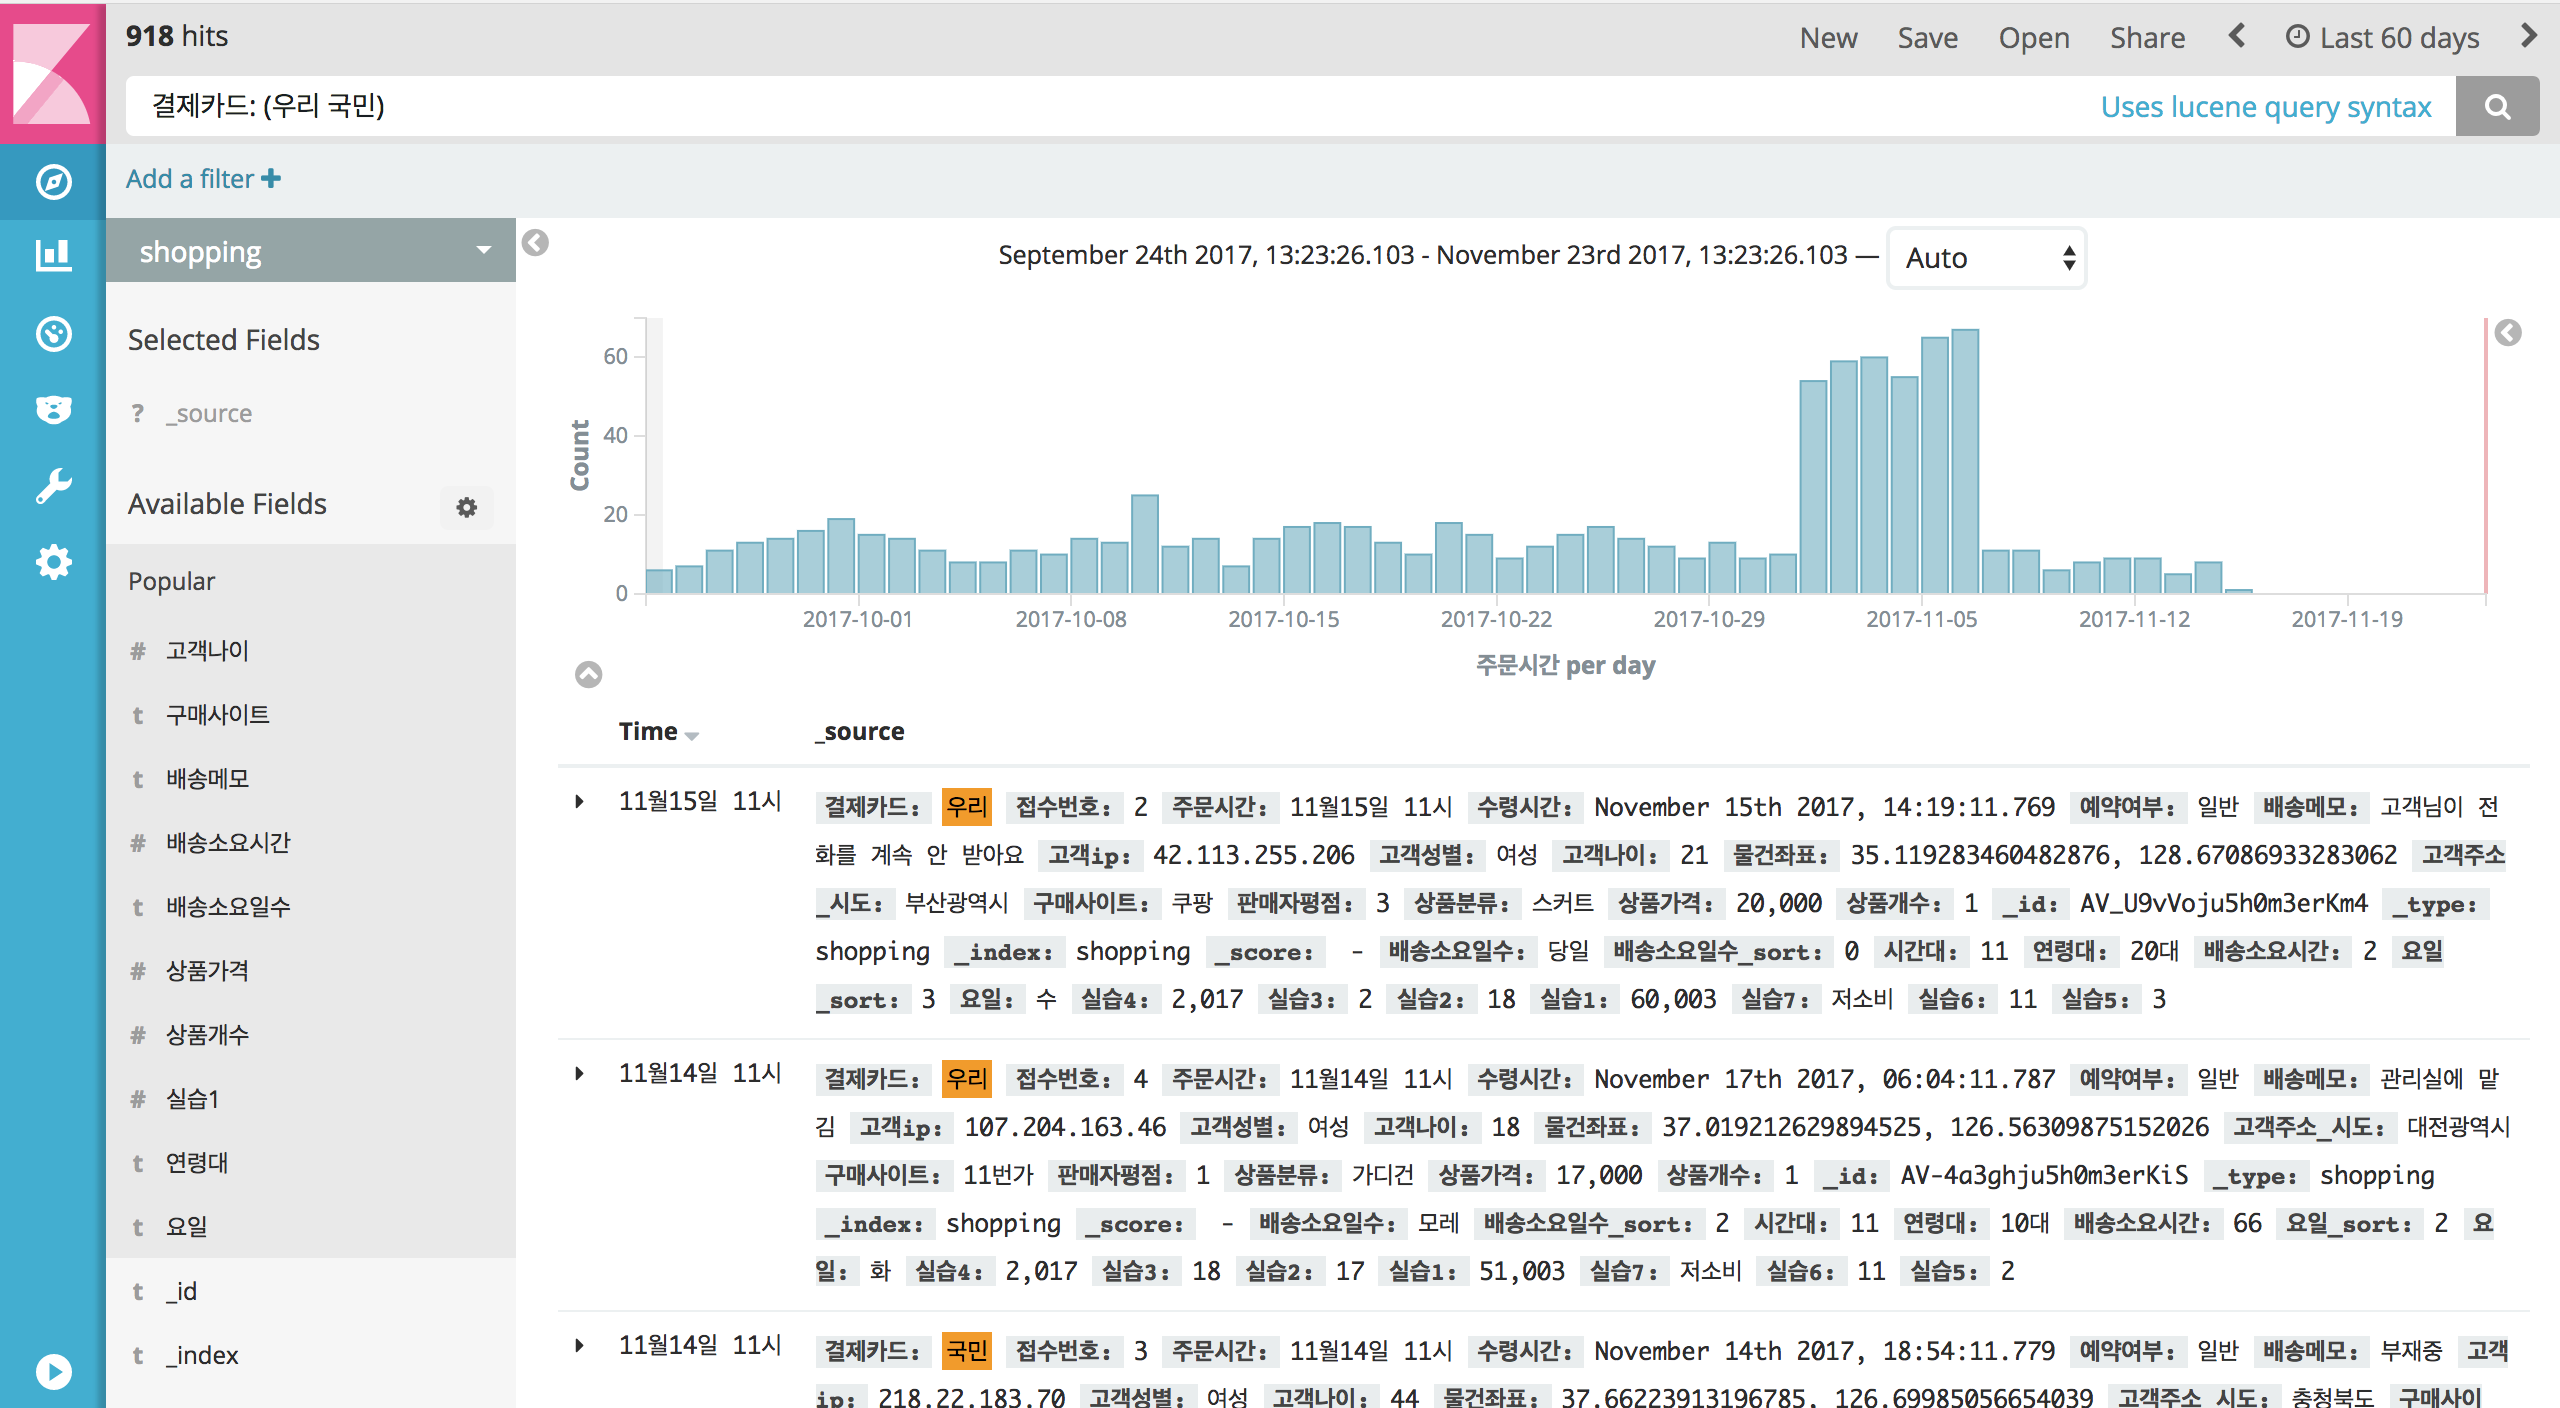 918 hits
New Save Open Share Last 60 days
결제카드: (우리 국민)
Uses lucene query syntax
Add a filter
shopping
September 24th 2017, 13:23:26.103 - November 23rd 2017, 13:23:26.103 —
Auto
Selected Fields
? _source
Available Fields
Popular
# 고객나이
t 구매사이트
t 배송메모
# 배송소요시간
t 배송소요일수
# 상품가격
# 상품개수
# 실습1
t 연령대
t 요일
t _id
t _index
Count
60
40
20
0
2017-10-01 2017-10-08 2017-10-15 2017-10-22 2017-10-29 2017-11-05 2017-11-12 2017-11-19
주문시간 per day
Time _source
11월15일 11시 결제카드: 우리 접수번호: 2 주문시간: 11월15일 11시 수령시간: November 15th 2017, 14:19:11.769 예약여부: 일반 배송메모: 고객님이 전
화를 계속 안 받아요 고객ip: 42.113.255.206 고객성별: 여성 고객나이: 21 물건좌표: 35.119283460482876, 128.67086933283062 고객주소
_시도: 부산광역시 구매사이트: 쿠팡 판매자평점: 3 상품분류: 스커트 상품가격: 20,000 상품개수: 1 _id: AV_U9vVoju5h0m3erKm4 _type:
shopping _index: shopping _score: - 배송소요일수: 당일 배송소요일수_sort: 0 시간대: 11 연령대: 20대 배송소요시간: 2 요일
_sort: 3 요일: 수 실습4: 2,017 실습3: 2 실습2: 18 실습1: 60,003 실습7: 저소비 실습6: 11 실습5: 3
11월14일 11시 결제카드: 우리 접수번호: 4 주문시간: 11월14일 11시 수령시간: November 17th 2017, 06:04:11.787 예약여부: 일반 배송메모: 관리실에 맡
김 고객ip: 107.204.163.46 고객성별: 여성 고객나이: 18 물건좌표: 37.019212629894525, 126.56309875152026 고객주소_시도: 대전광역시
구매사이트: 11번가 판매자평점: 1 상품분류: 가디건 상품가격: 17,000 상품개수: 1 _id: AV-4a3ghju5h0m3erKiS _type: shopping
_index: shopping _score: - 배송소요일수: 모레 배송소요일수_sort: 2 시간대: 11 연령대: 10대 배송소요시간: 66 요일_sort: 2 요
일: 화 실습4: 2,017 실습3: 18 실습2: 17 실습1: 51,003 실습7: 저소비 실습6: 11 실습5: 2
11월14일 11시 결제카드: 국민 접수번호: 3 주문시간: 11월14일 11시 수령시간: November 14th 2017, 18:54:11.779 예약여부: 일반 배송메모: 부재중 고객
ip: 218.22.183.70 고객성별: 여성 고객나이: 44 물건좌표: 37.66223913196785, 126.69985056654039 고객주소_시도: 충청북도 구매사이